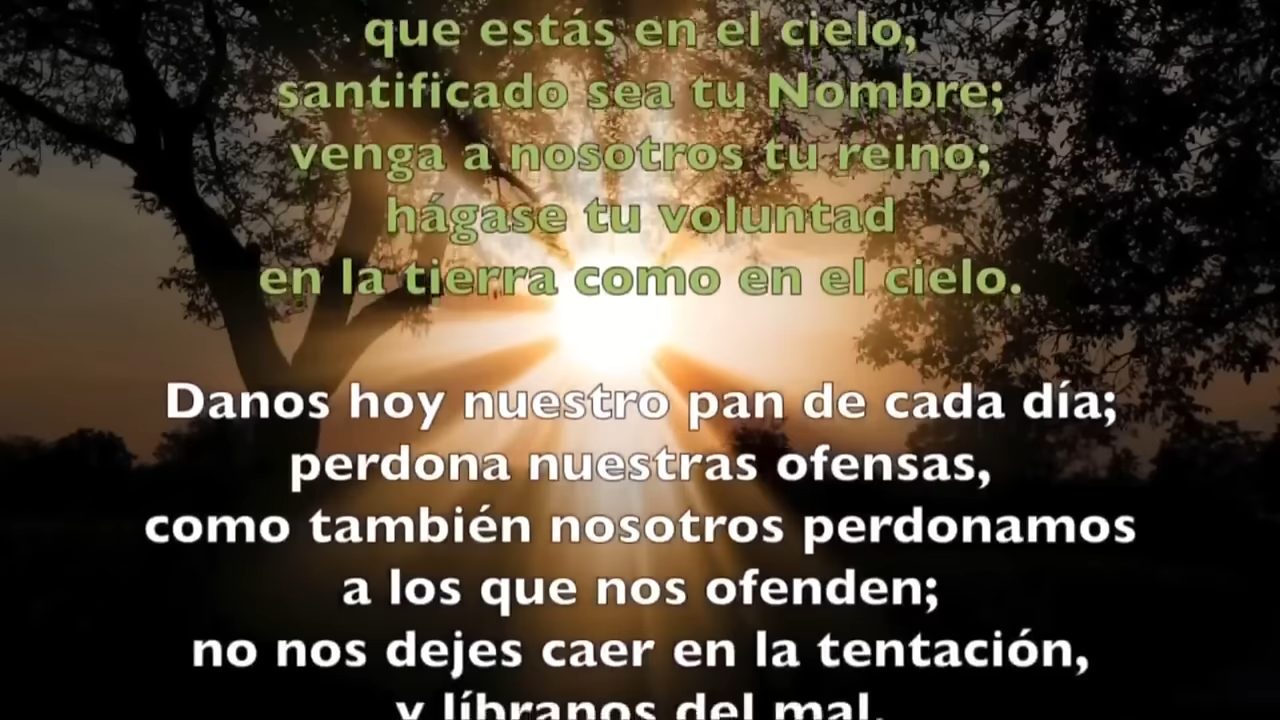 que estás en el cielo,
santificado sea tu Nombre;
venga a nosotros tu reino;
hágase tu voluntad
en la tierra como en el cielo.
Danos hoy nuestro pan de cada día;
perdona nuestras ofensas,
como también nosotros perdonamos
a los que nos ofenden;
no nos dejes caer en la tentación,
y líbranos del mal.